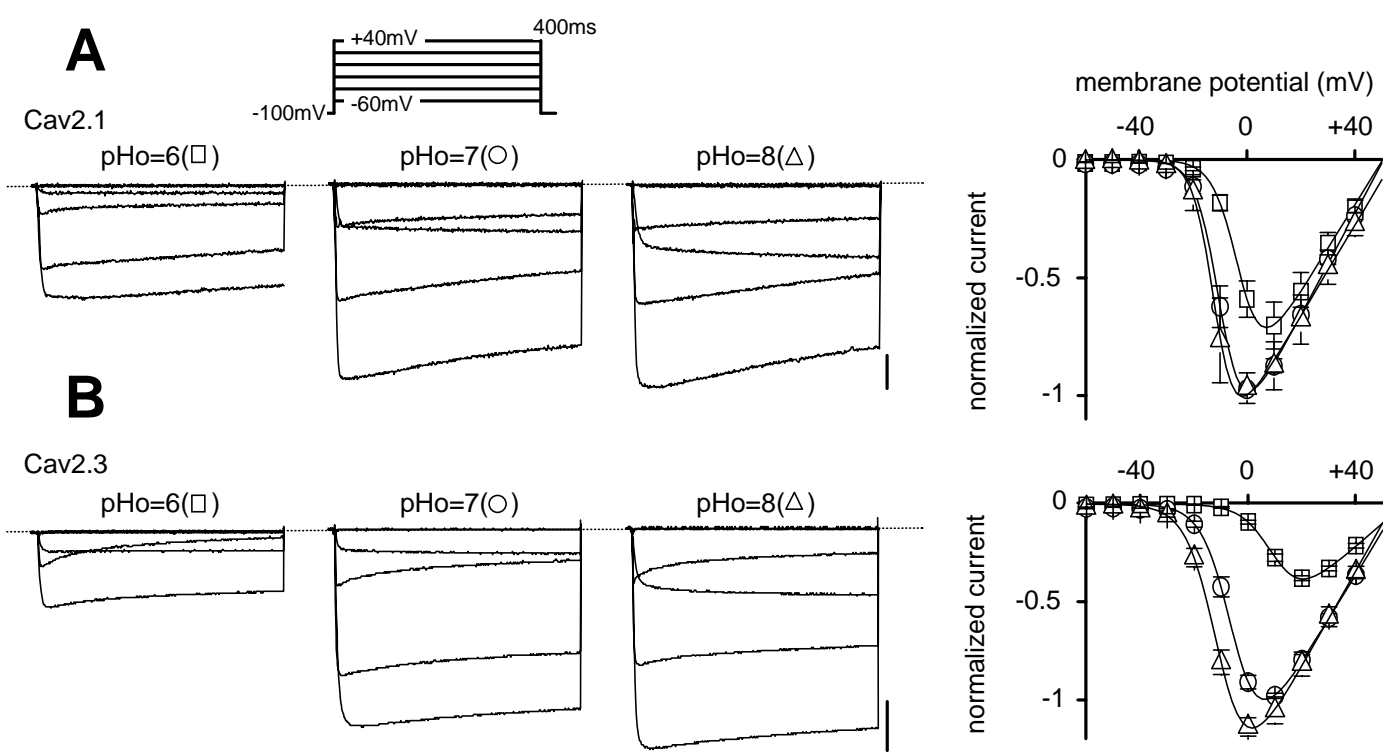 A
400ms
+40mV
-60mV
-100mV
Cav2.1
pHo=6(□) pHo=7(○) pHo=8(△)
membrane potential (mV)
-40 0 +40
0
-0.5
-1
normalized current
B
Cav2.3
pHo=6(□) pHo=7(○) pHo=8(△)
-40 0 +40
0
-0.5
-1
normalized current